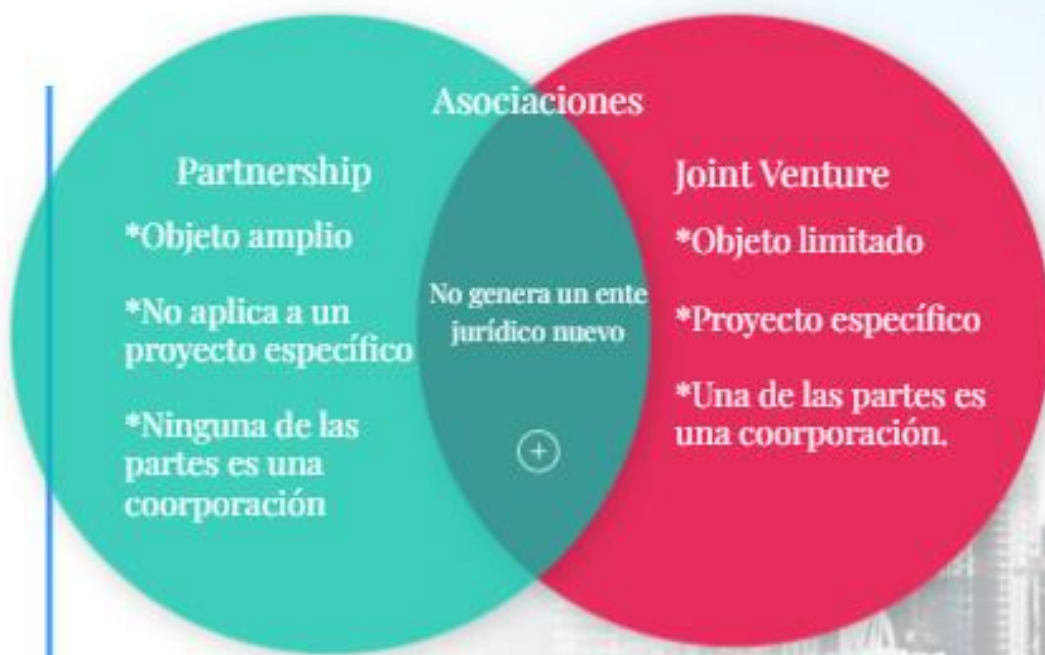 Asociaciones
Partnership
*Objeto amplio
*No aplica a un
proyecto específico
*Ninguna de las
partes es una
coorporación
No genera un ente
jurídico nuevo
Joint Venture
*Objeto limitado
*Proyecto específico
*Una de las partes es
una coorporación.